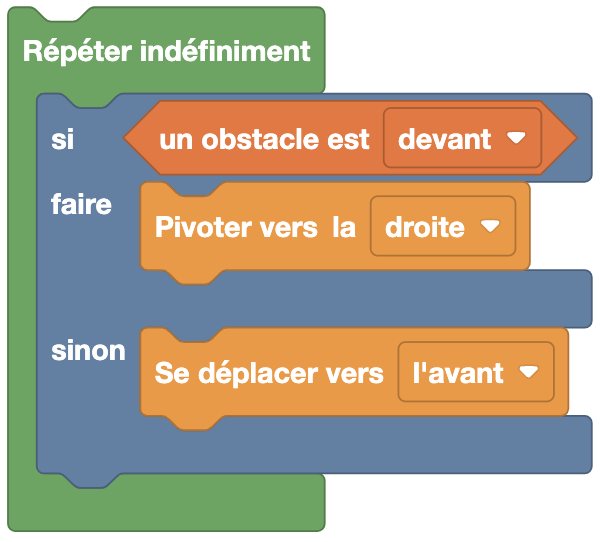 Répéter indéfiniment
si un obstacle est devant
faire Pivoter vers la droite
sinon Se déplacer vers l'avant